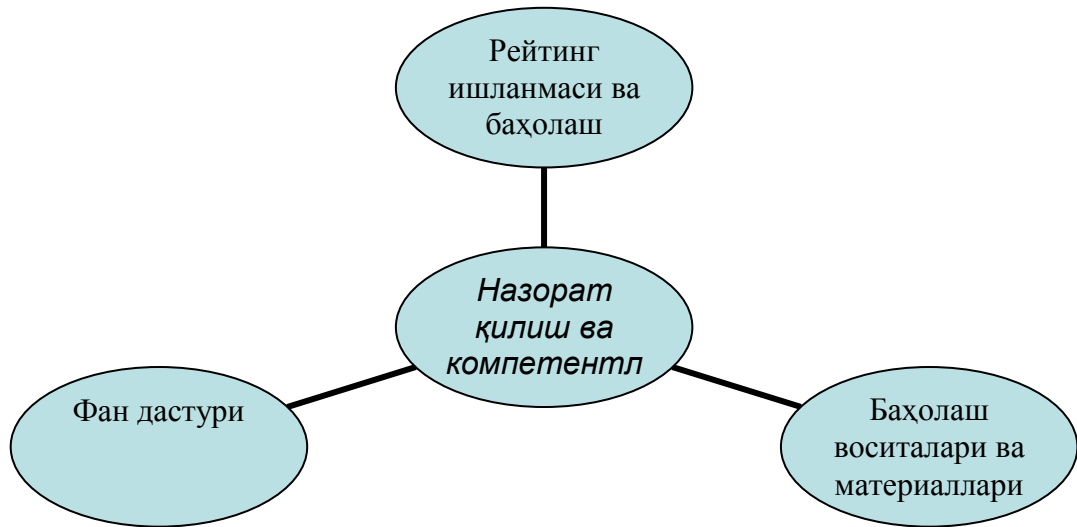 Рейтинг
ишланмаси ва
баҳолаш
Назорат
қилиш ва
компетентл
Фан дастури
Баҳолаш
воситалари ва
материаллари